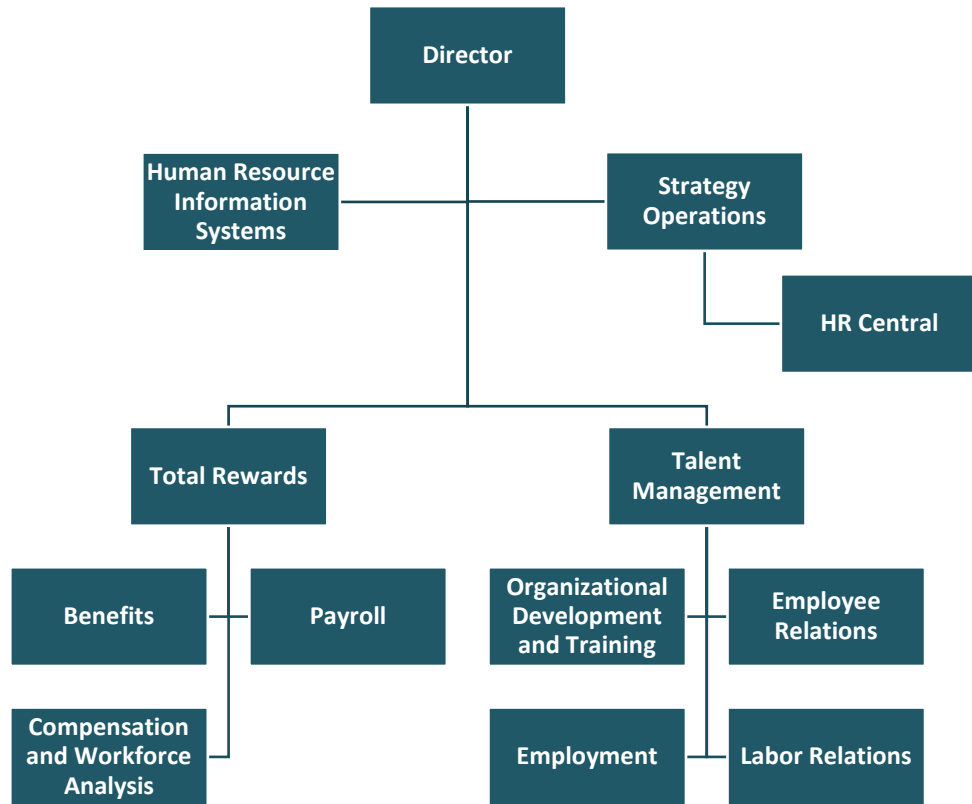 Director
Human Resource
Information
Systems
Strategy
Operations
HR Central
Total Rewards
Talent
Management
Benefits
Payroll
Organizational
Development
and Training
Employee
Relations
Compensation
and Workforce
Analysis
Employment
Labor Relations